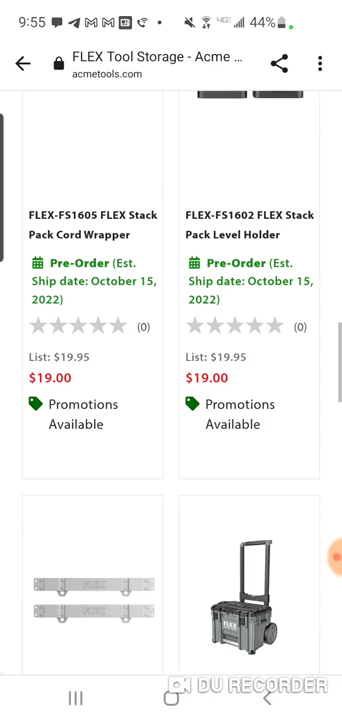 9:55
4G
44%
FLEX Tool Storage - Acme ...
acmetools.com
FLEX-FS1605 FLEX Stack
Pack Cord Wrapper
Pre-Order (Est.
Ship date: October 15,
2022)
(0)
List: $19.95
$19.00
Promotions
Available
FLEX-FS1602 FLEX Stack
Pack Level Holder
Pre-Order (Est.
Ship date: October 15,
2022)
(0)
List: $19.95
$19.00
Promotions
Available
FLEX
FLEX
FLEX
DU RECORDER